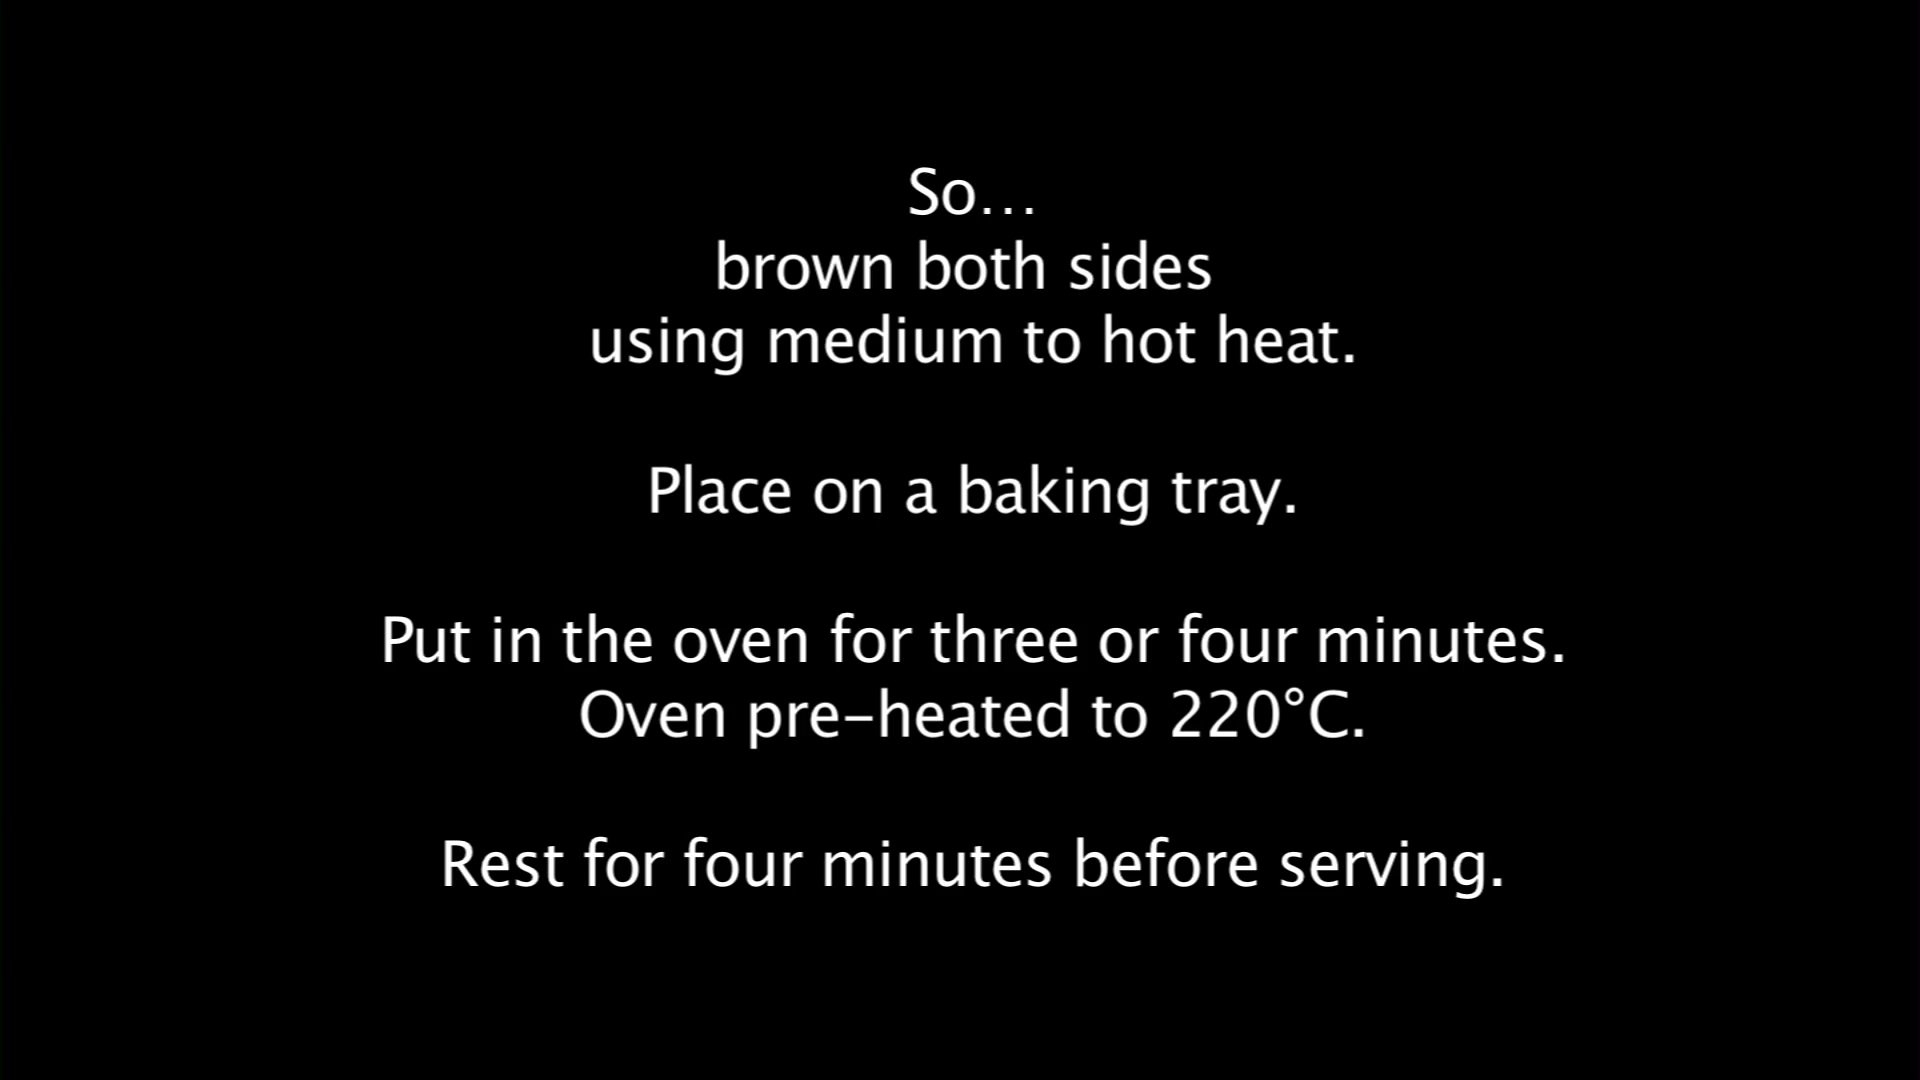 So...
brown both sides
using medium to hot heat.
Place on a baking tray.
Put in the oven for three or four minutes.
Oven pre-heated to 220°C.
Rest for four minutes before serving.